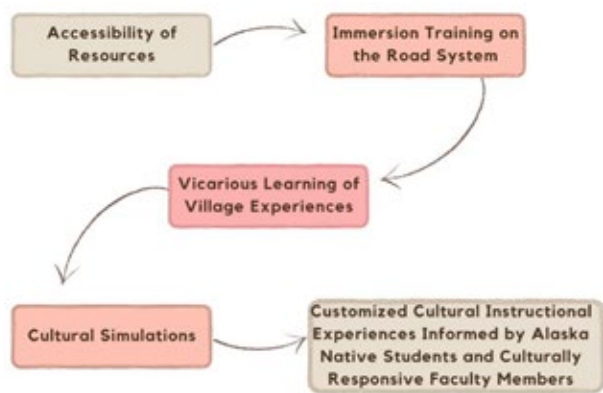 Accessibility of
Resources
Immersion Training on
the Road System
Vicarious Learning of
Village Experiences
Cultural Simulations
Customized Cultural Instructional
Experiences Informed by Alaska
Native Students and Culturally
Responsive Faculty Members